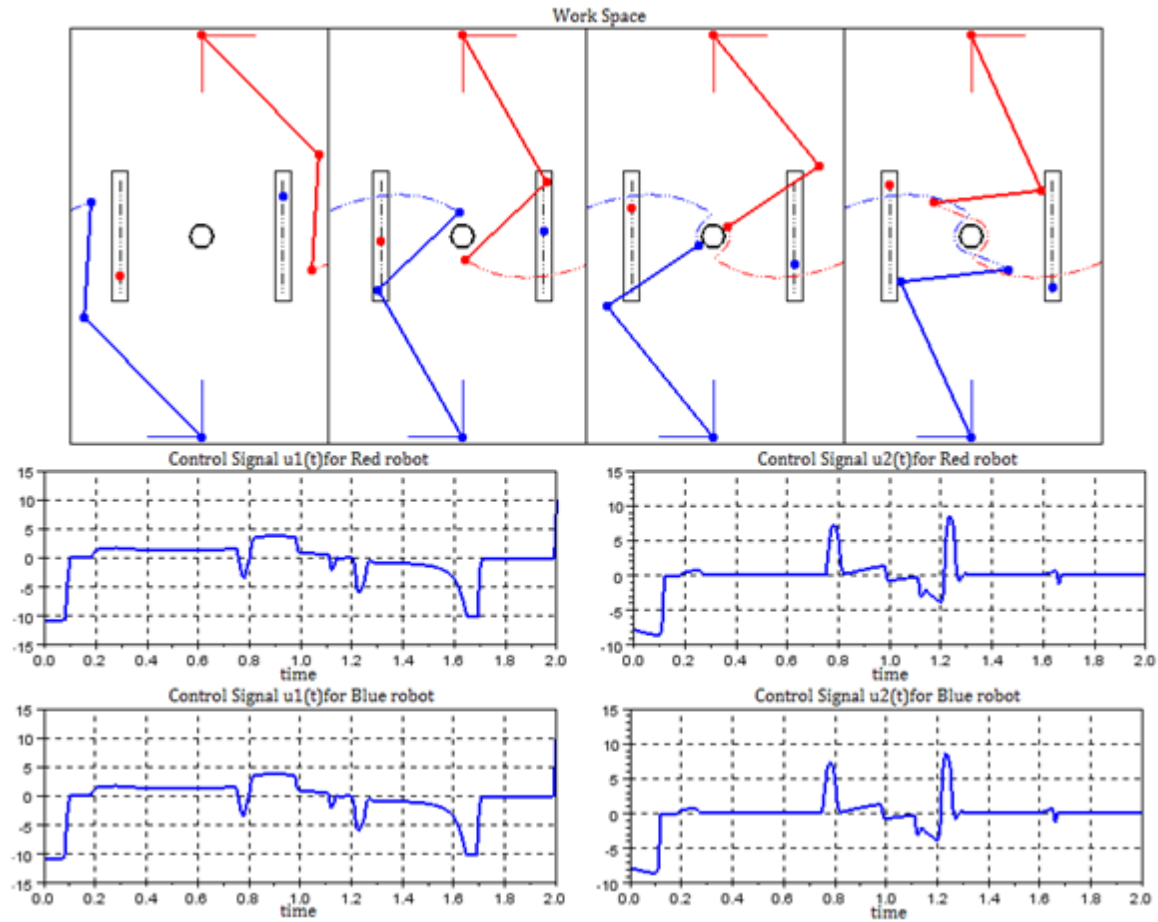 Work Space
Control Signal u1(t)for Red robot
15
10
5
0
-5
-10
-15
0.0 0.2 0.4 0.6 0.8 1.0 1.2 1.4 1.6 1.8 2.0
time
Control Signal u2(t)for Red robot
15
10
5
0
-5
-10
0.0 0.2 0.4 0.6 0.8 1.0 1.2 1.4 1.6 1.8 2.0
time
Control Signal u1(t)for Blue robot
15
10
5
0
-5
-10
-15
0.0 0.2 0.4 0.6 0.8 1.0 1.2 1.4 1.6 1.8 2.0
time
Control Signal u2(t)for Blue robot
15
10
5
0
-5
-10
0.0 0.2 0.4 0.6 0.8 1.0 1.2 1.4 1.6 1.8 2.0
time